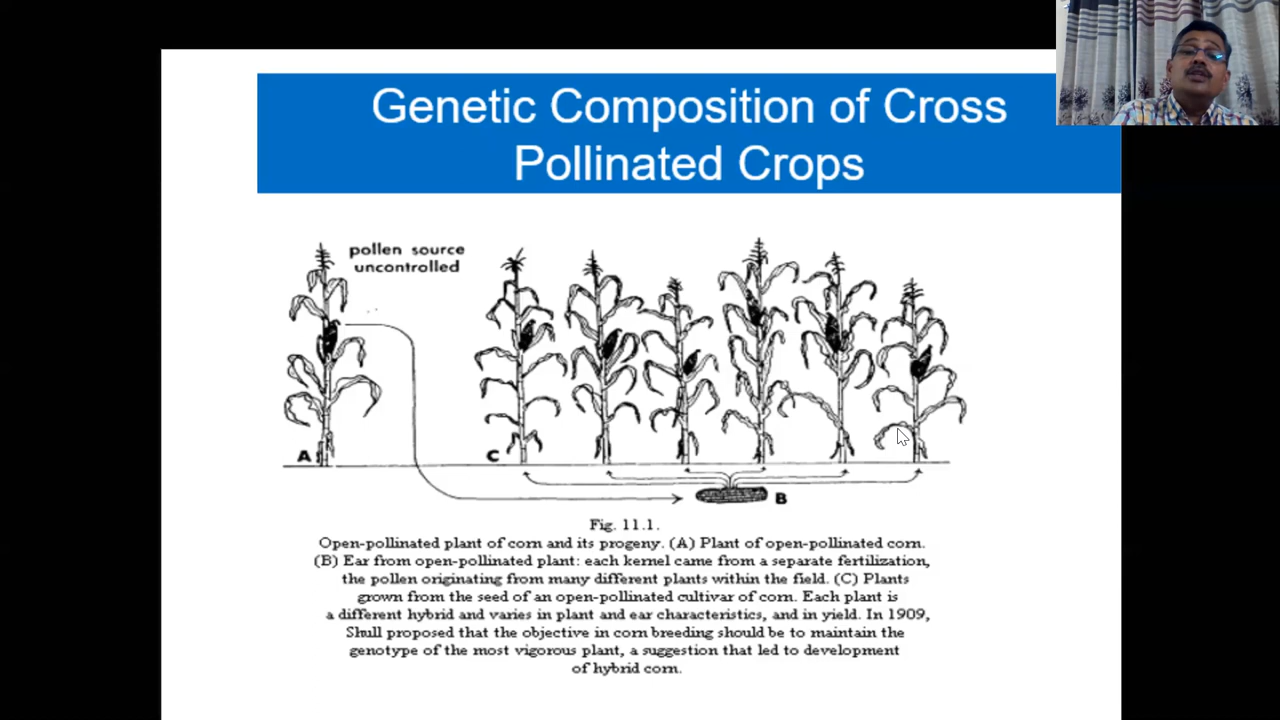 Genetic Composition of Cross
Pollinated Crops
pollen source
uncontrolled
A
C
B
Fig. 11.1.
Open-pollinated plant of corn and its progeny. (A) Plant of open-pollinated corn.
(B) Ear from open-pollinated plant: each kernel came from a separate fertilization,
the pollen originating from many different plants within the field. (C) Plants
grown from the seed of an open-pollinated cultivar of corn. Each plant is
a different hybrid and varies in plant and ear characteristics, and in yield. In 1909,
Shull proposed that the objective in corn breeding should be to maintain the
genotype of the most vigorous plant, a suggestion that led to development
of hybrid corn.